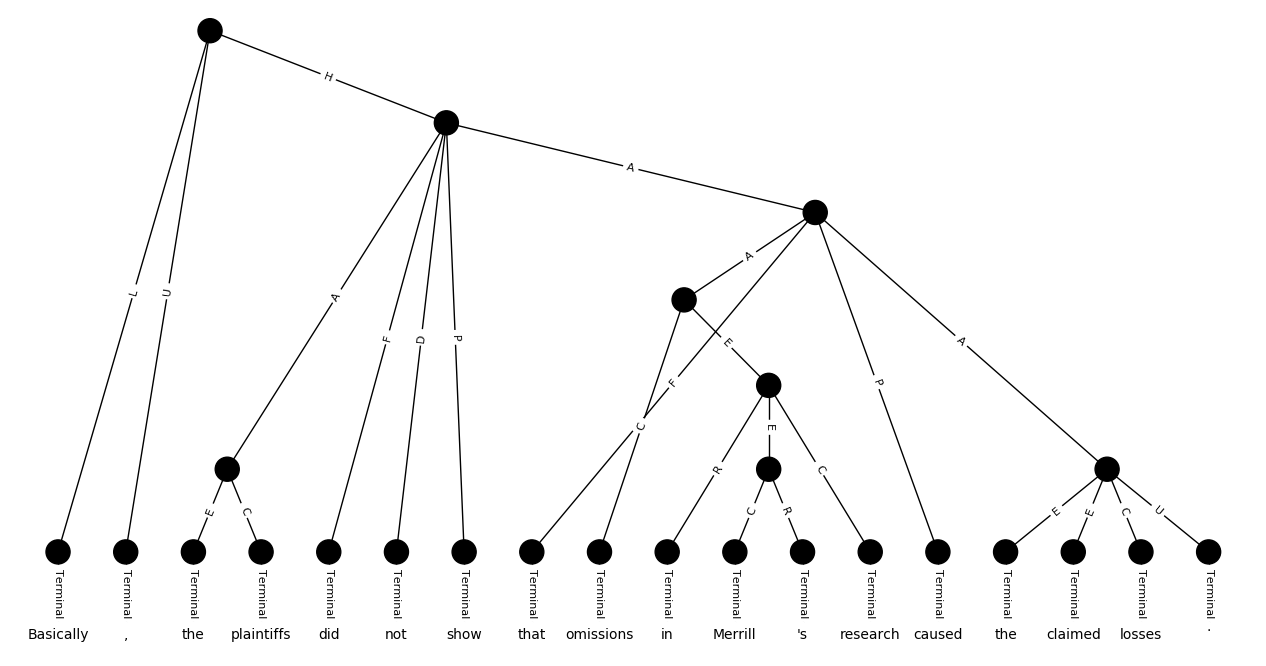 H
A
A
L
U
A
F
D
P
E
F
A
P
C
E
R
C
E
C
C
R
E
E
C
U
Terminal Terminal Terminal Terminal Terminal Terminal Terminal Terminal Terminal Terminal Terminal Terminal Terminal Terminal Terminal Terminal Terminal Terminal
Basically , the plaintiffs did not show that omissions in Merrill 's research caused the claimed losses .